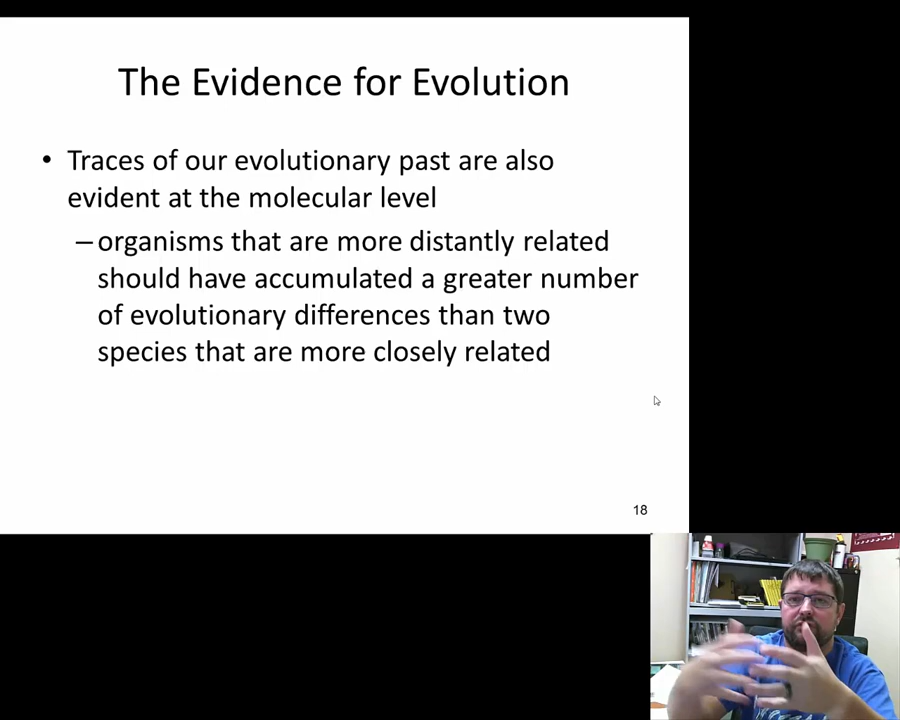 The Evidence for Evolution
• Traces of our evolutionary past are also
evident at the molecular level
– organisms that are more distantly related
should have accumulated a greater number
of evolutionary differences than two
species that are more closely related
18